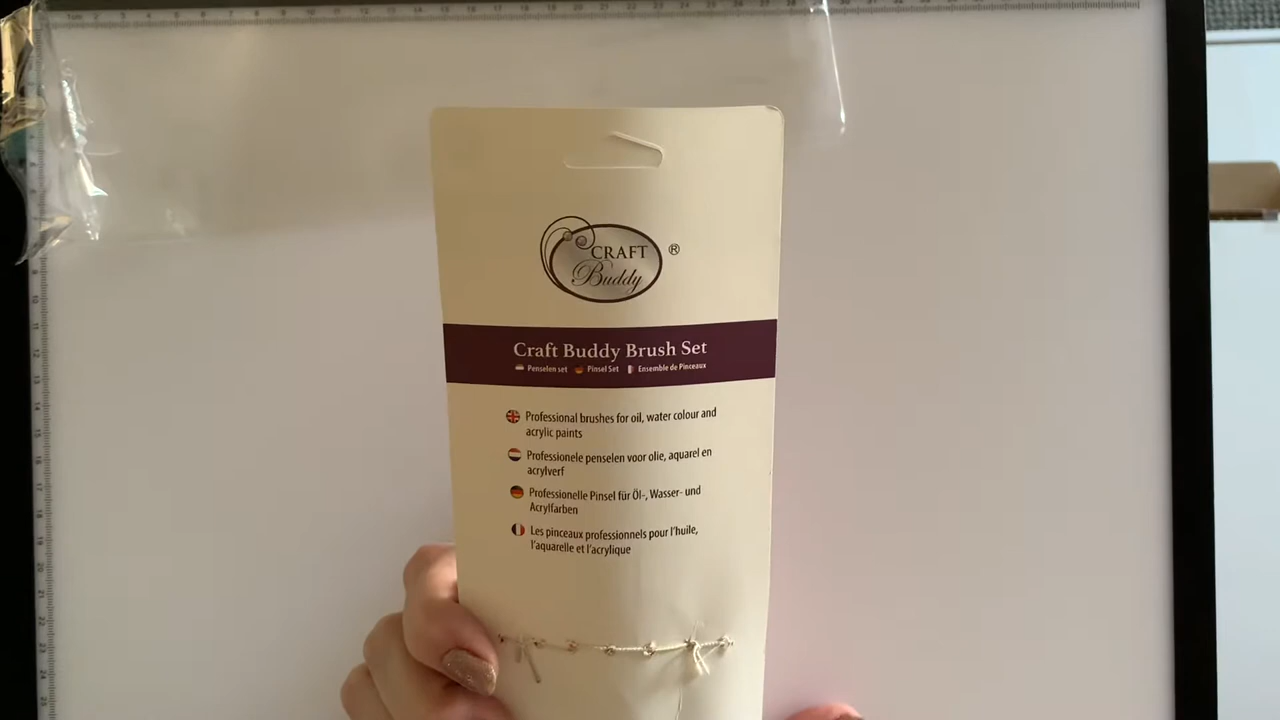 CRAFT
Buddy ®
Craft Buddy Brush Set
Penselen set Pinsel Set Ensemble de Pinceaux
Professional brushes for oil, water colour and
acrylic paints
Professionele penselen voor olie, aquarel en
acrylverf
Professionelle Pinsel für Öl-, Wasser- und
Acrylfarben
Les pinceaux professionnels pour l'huile,
l'aquarelle et l'acrylique